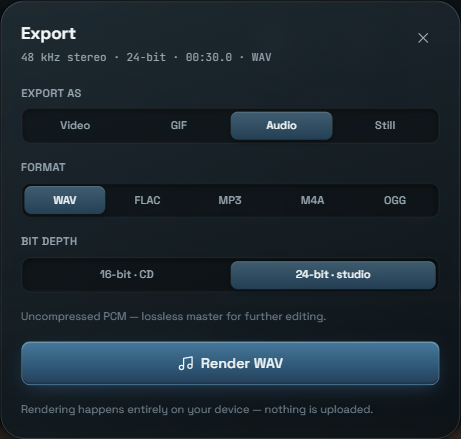 Export
48 kHz stereo · 24-bit · 00:30.0 · WAV
EXPORT AS
Video GIF Audio Still
FORMAT
WAV FLAC MP3 M4A OGG
BIT DEPTH
16-bit · CD 24-bit · studio
Uncompressed PCM — lossless master for further editing.
Render WAV
Rendering happens entirely on your device — nothing is uploaded.